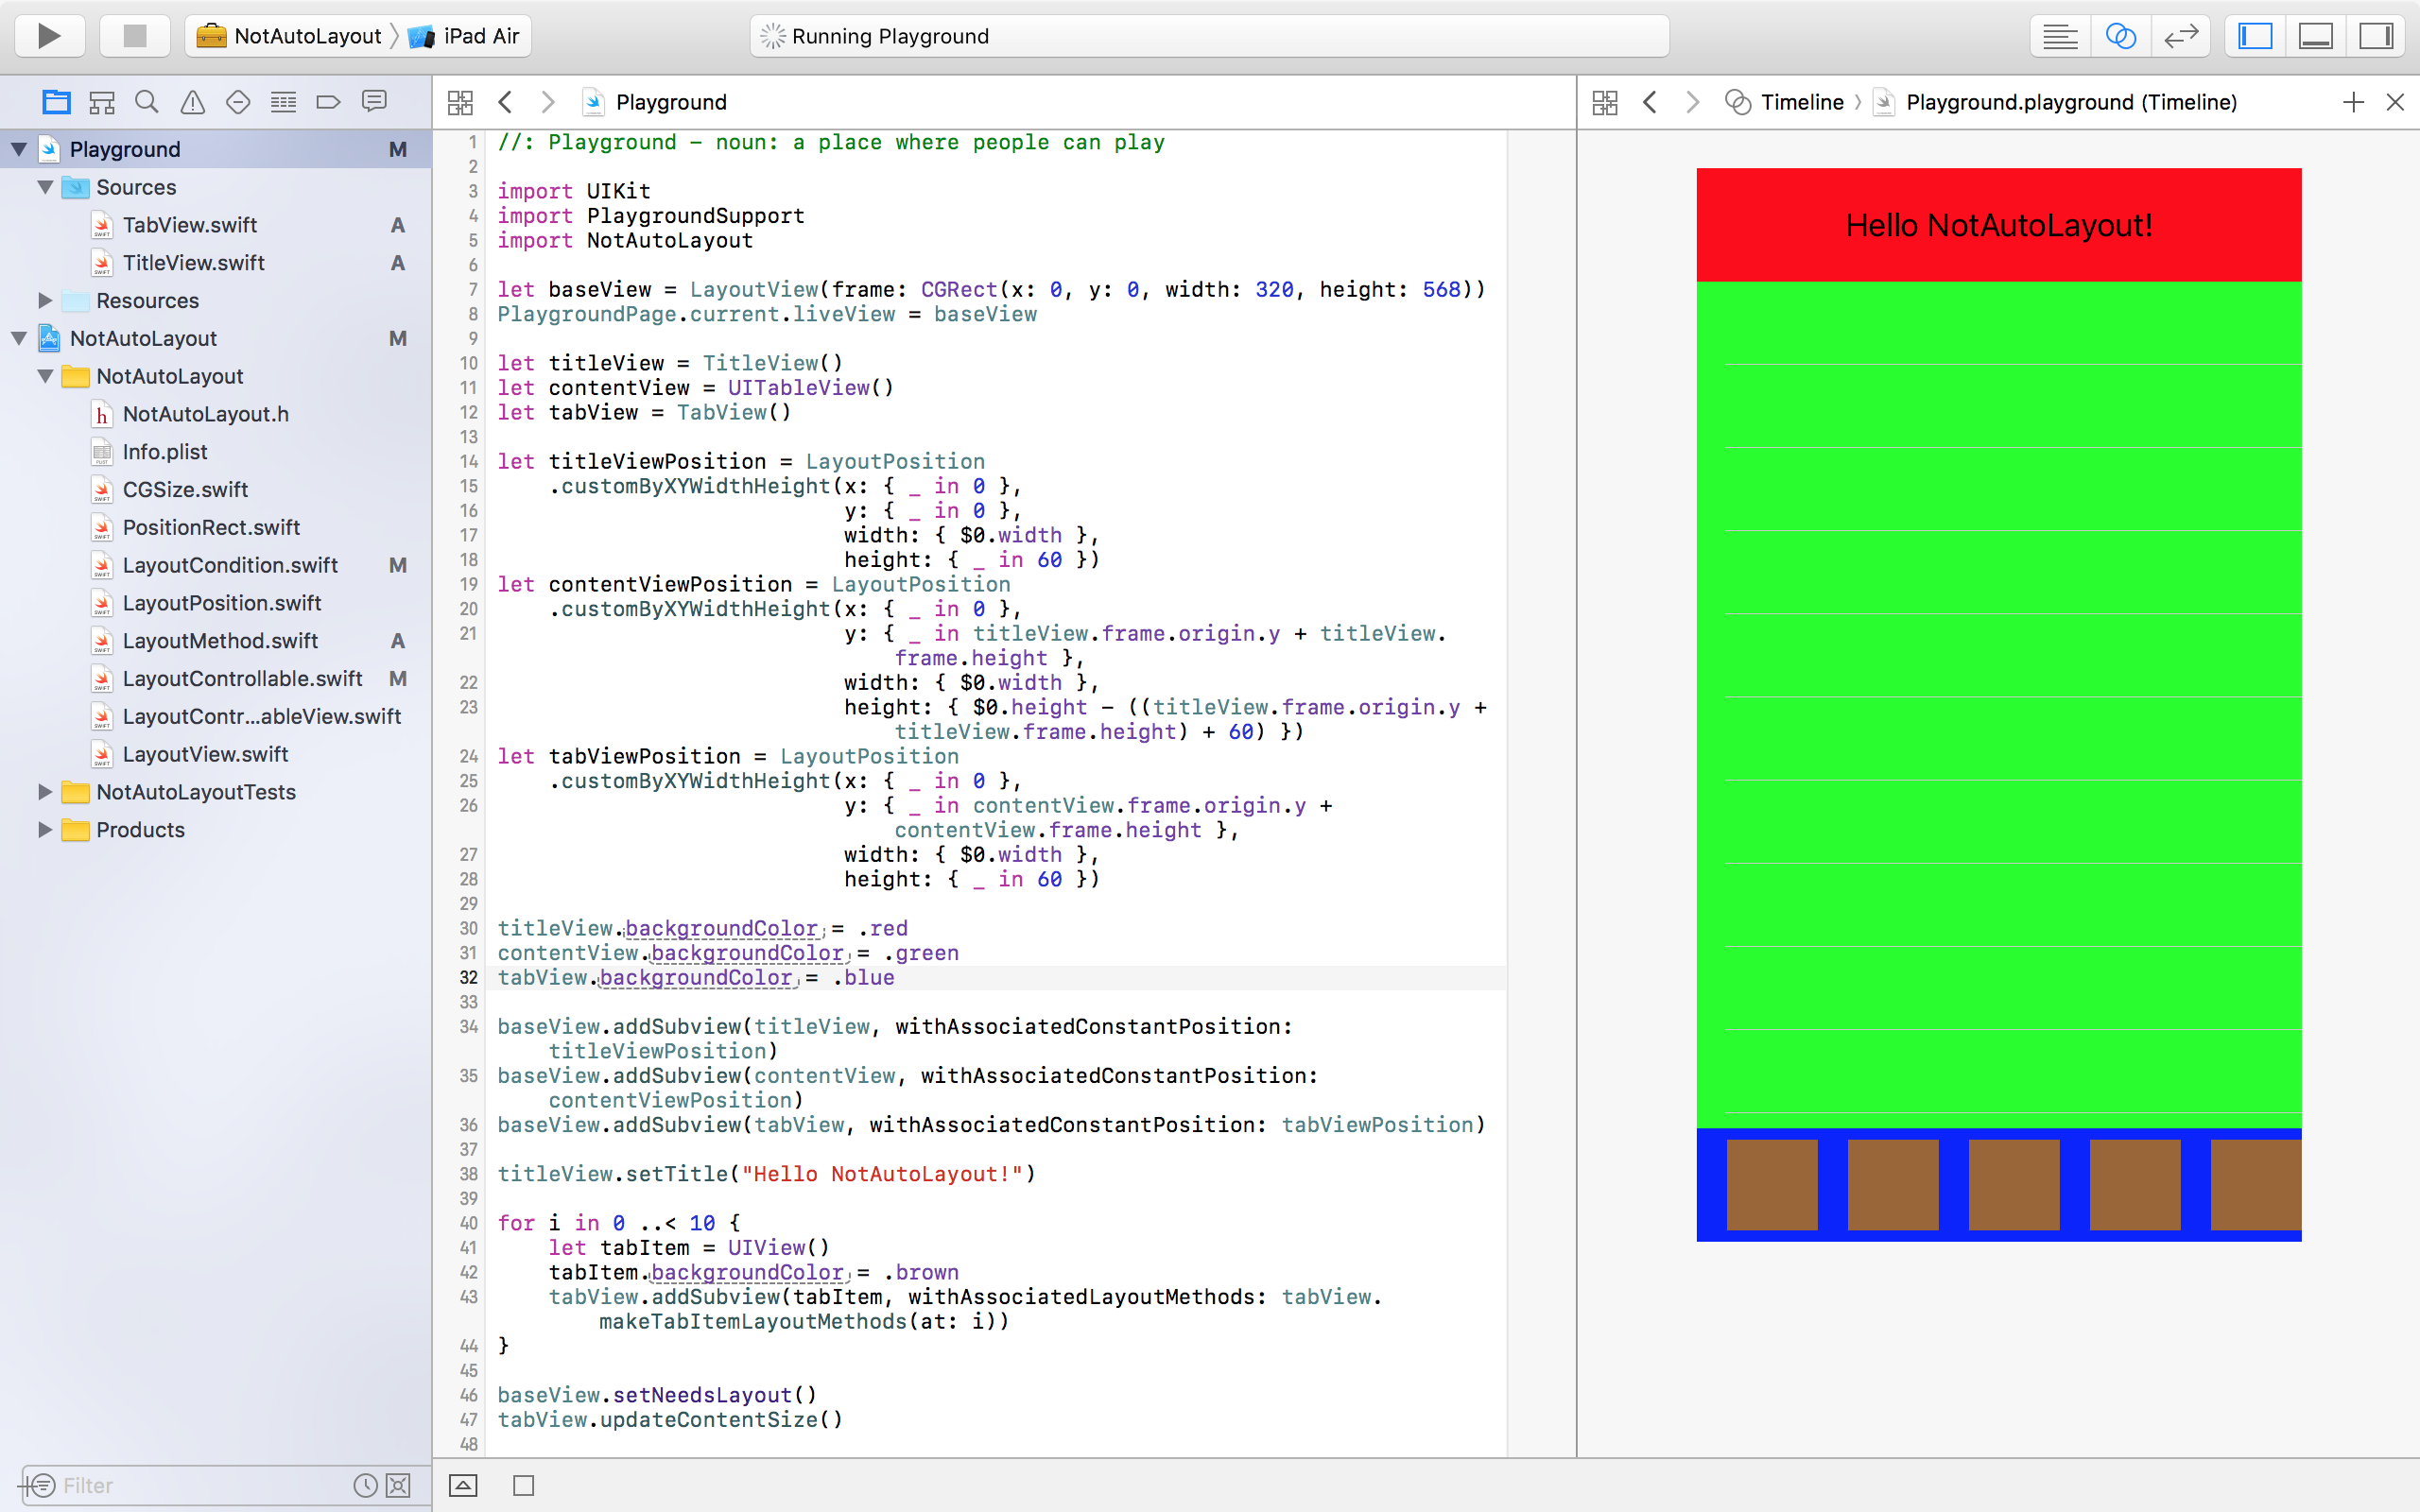 NotAutoLayout 〉 iPad Air
Running Playground
Playground
Timeline 〉 Playground.playground (Timeline)
Playground M
Sources
TabView.swift A
TitleView.swift A
Resources
NotAutoLayout M
NotAutoLayout
NotAutoLayout.h
Info.plist
CGSize.swift
PositionRect.swift
LayoutCondition.swift M
LayoutPosition.swift
LayoutMethod.swift A
LayoutControllable.swift M
LayoutContr...ableView.swift
LayoutView.swift
NotAutoLayoutTests
Products
Filter
1 //: Playground - noun: a place where people can play
2
3 import UIKit
4 import PlaygroundSupport
5 import NotAutoLayout
6
7 let baseView = LayoutView(frame: CGRect(x: 0, y: 0, width: 320, height: 568))
8 PlaygroundPage.current.liveView = baseView
9
10 let titleView = TitleView()
11 let contentView = UITableView()
12 let tabView = TabView()
13
14 let titleViewPosition = LayoutPosition
15 .customByXYWidthHeight(x: { _ in 0 },
16 y: { _ in 0 },
17 width: { $0.width },
18 height: { _ in 60 })
19 let contentViewPosition = LayoutPosition
20 .customByXYWidthHeight(x: { _ in 0 },
21 y: { _ in titleView.frame.origin.y + titleView.
frame.height },
22 width: { $0.width },
23 height: { $0.height - ((titleView.frame.origin.y +
titleView.frame.height) + 60) })
24 let tabViewPosition = LayoutPosition
25 .customByXYWidthHeight(x: { _ in 0 },
26 y: { _ in contentView.frame.origin.y +
contentView.frame.height },
27 width: { $0.width },
28 height: { _ in 60 })
29
30 titleView.backgroundColor = .red
31 contentView.backgroundColor = .green
32 tabView.backgroundColor = .blue
33
34 baseView.addSubview(titleView, withAssociatedConstantPosition:
titleViewPosition)
35 baseView.addSubview(contentView, withAssociatedConstantPosition:
contentViewPosition)
36 baseView.addSubview(tabView, withAssociatedConstantPosition: tabViewPosition)
37
38 titleView.setTitle("Hello NotAutoLayout!")
39
40 for i in 0 ..< 10 {
41 let tabItem = UIView()
42 tabItem.backgroundColor = .brown
43 tabView.addSubview(tabItem, withAssociatedLayoutMethods: tabView.
makeTabItemLayoutMethods(at: i))
44 }
45
46 baseView.setNeedsLayout()
47 tabView.updateContentSize()
48
Hello NotAutoLayout!